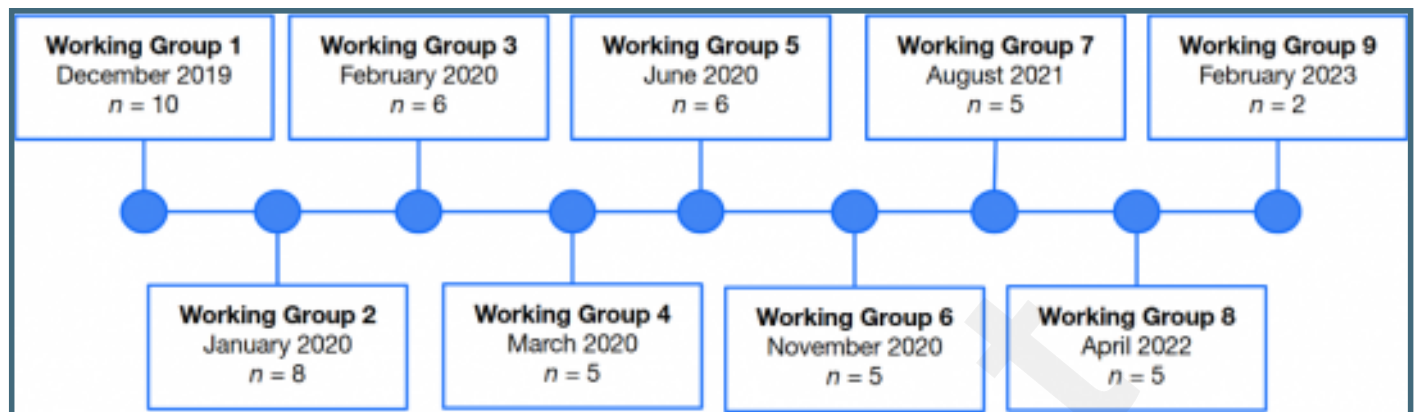 Working Group 1
December 2019
n = 10
Working Group 3
February 2020
n = 6
Working Group 5
June 2020
n = 6
Working Group 7
August 2021
n = 5
Working Group 9
February 2023
n = 2
Working Group 2
January 2020
n = 8
Working Group 4
March 2020
n = 5
Working Group 6
November 2020
n = 5
Working Group 8
April 2022
n = 5